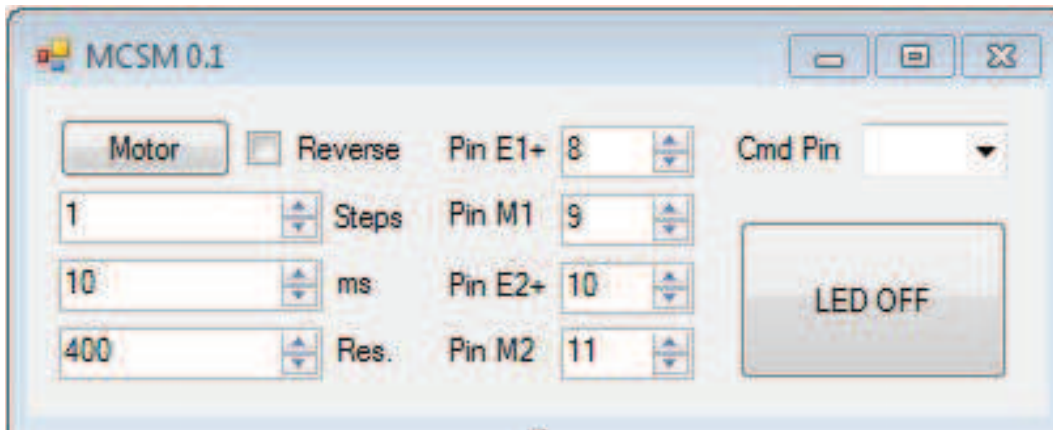 MCSM 0.1
Motor Reverse Pin E1+ 8 Cmd Pin
1 Steps Pin M1 9
10 ms Pin E2+ 10
LED OFF
400 Res. Pin M2 11